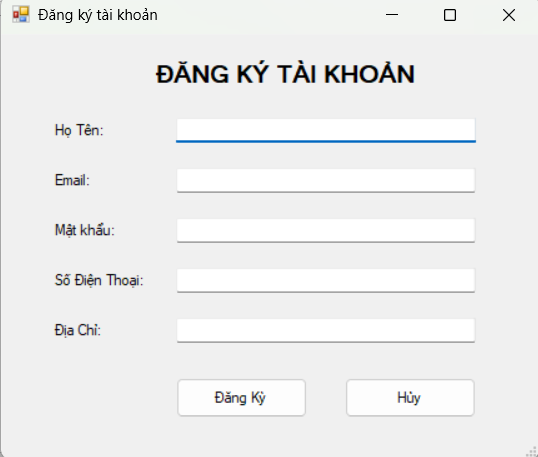 Đăng ký tài khoản
ĐĂNG KÝ TÀI KHOẢN
Họ Tên:
Email:
Mật khẩu:
Số Điện Thoại:
Địa Chỉ:
Đăng Ký Hủy